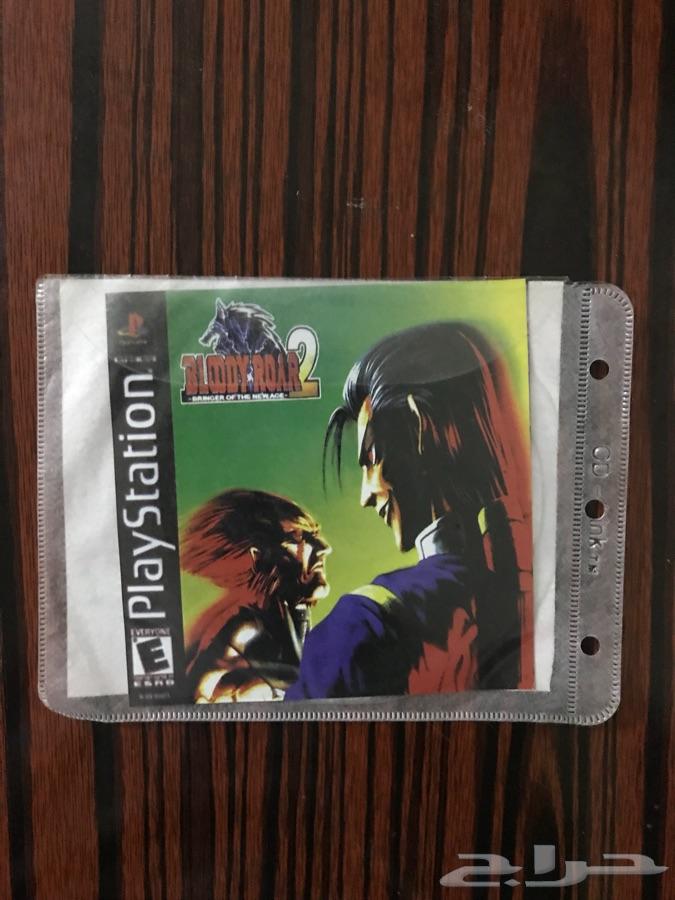 BLOODY ROAR 2
- BRINGER OF THE NEW AGE -
PlayStation
EVERYONE
E
ESRB
CD
حراج